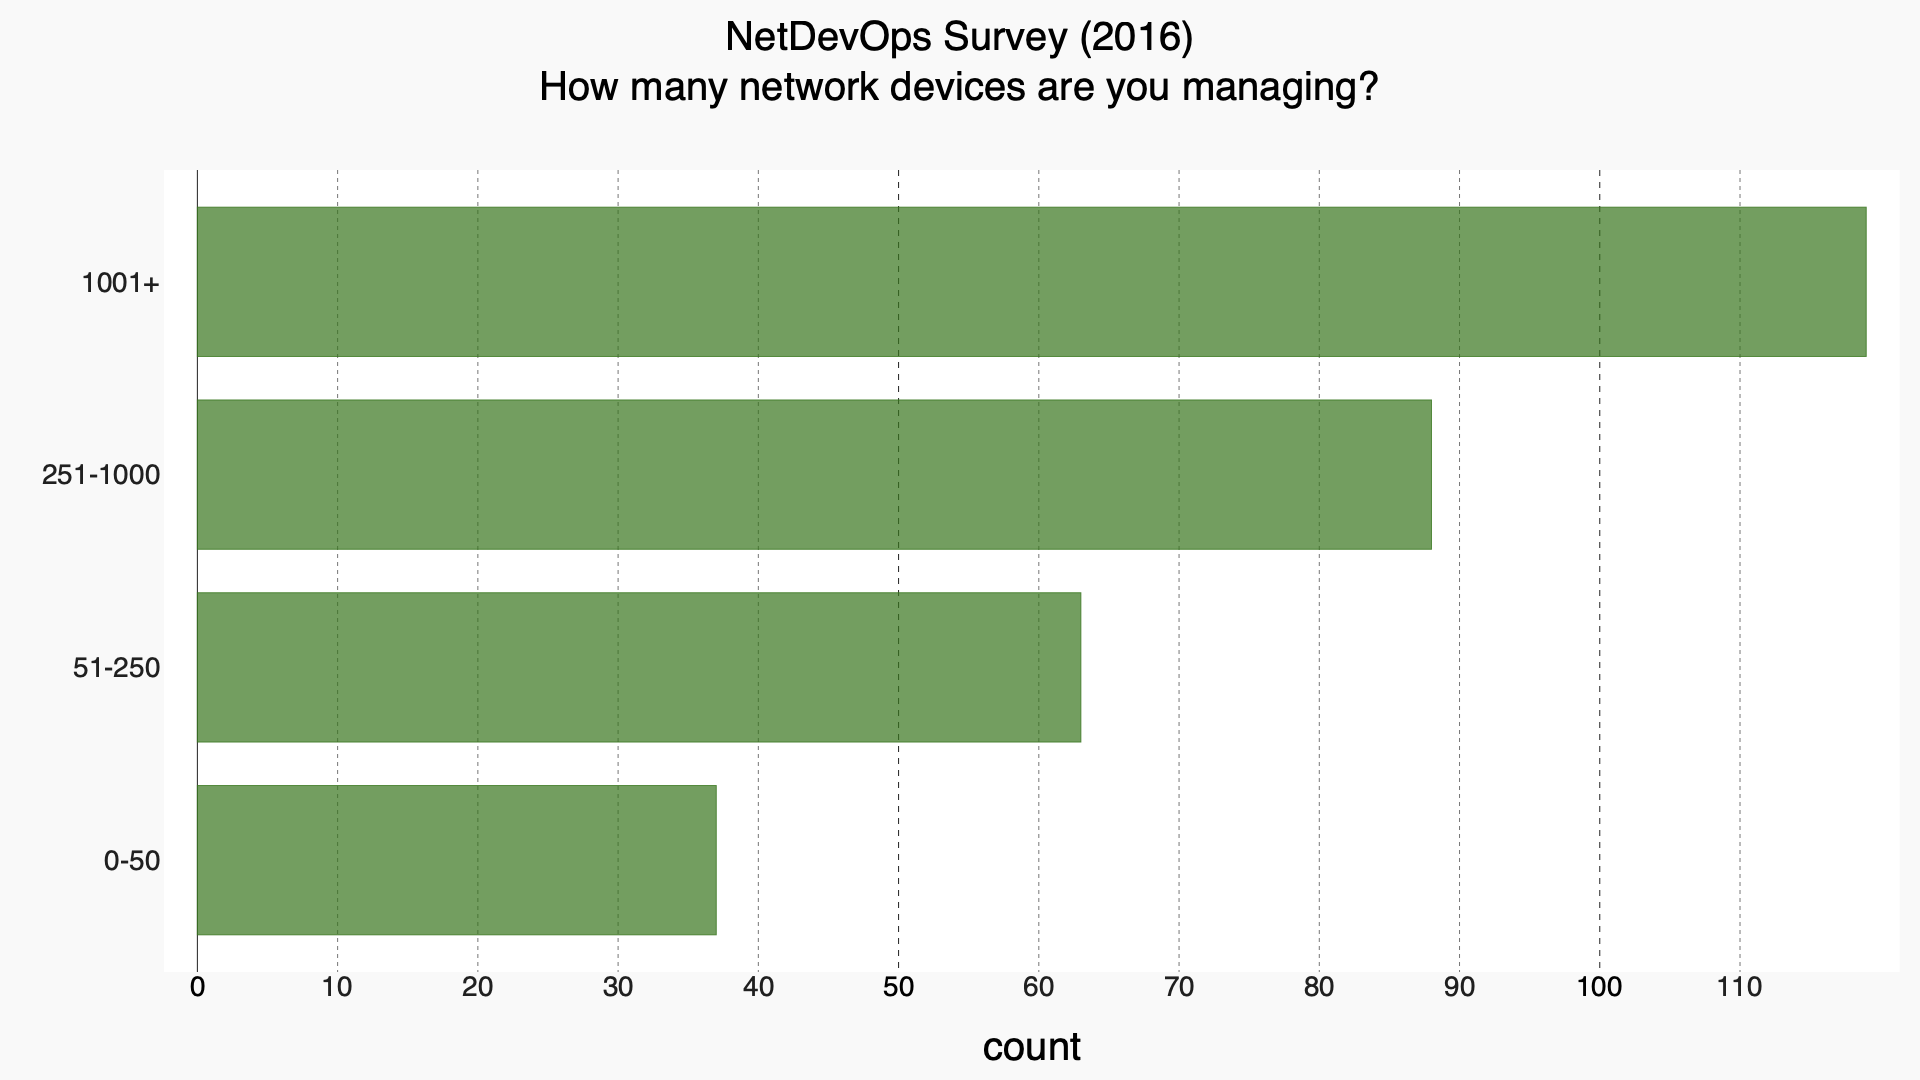 NetDevOps Survey (2016)
How many network devices are you managing?
1001+
251-1000
51-250
0-50
0 10 20 30 40 50 60 70 80 90 100 110
count